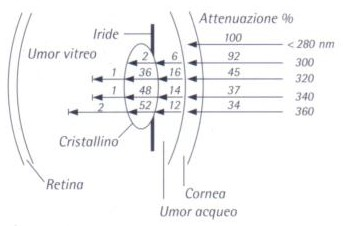 Attenuazione %
Iride
100
< 280 nm
Umor vitreo
2
6
92
300
1
36
16
45
320
1
48
14
37
340
2
52
12
34
360
Cristallino
Retina
Cornea
Umor acqueo